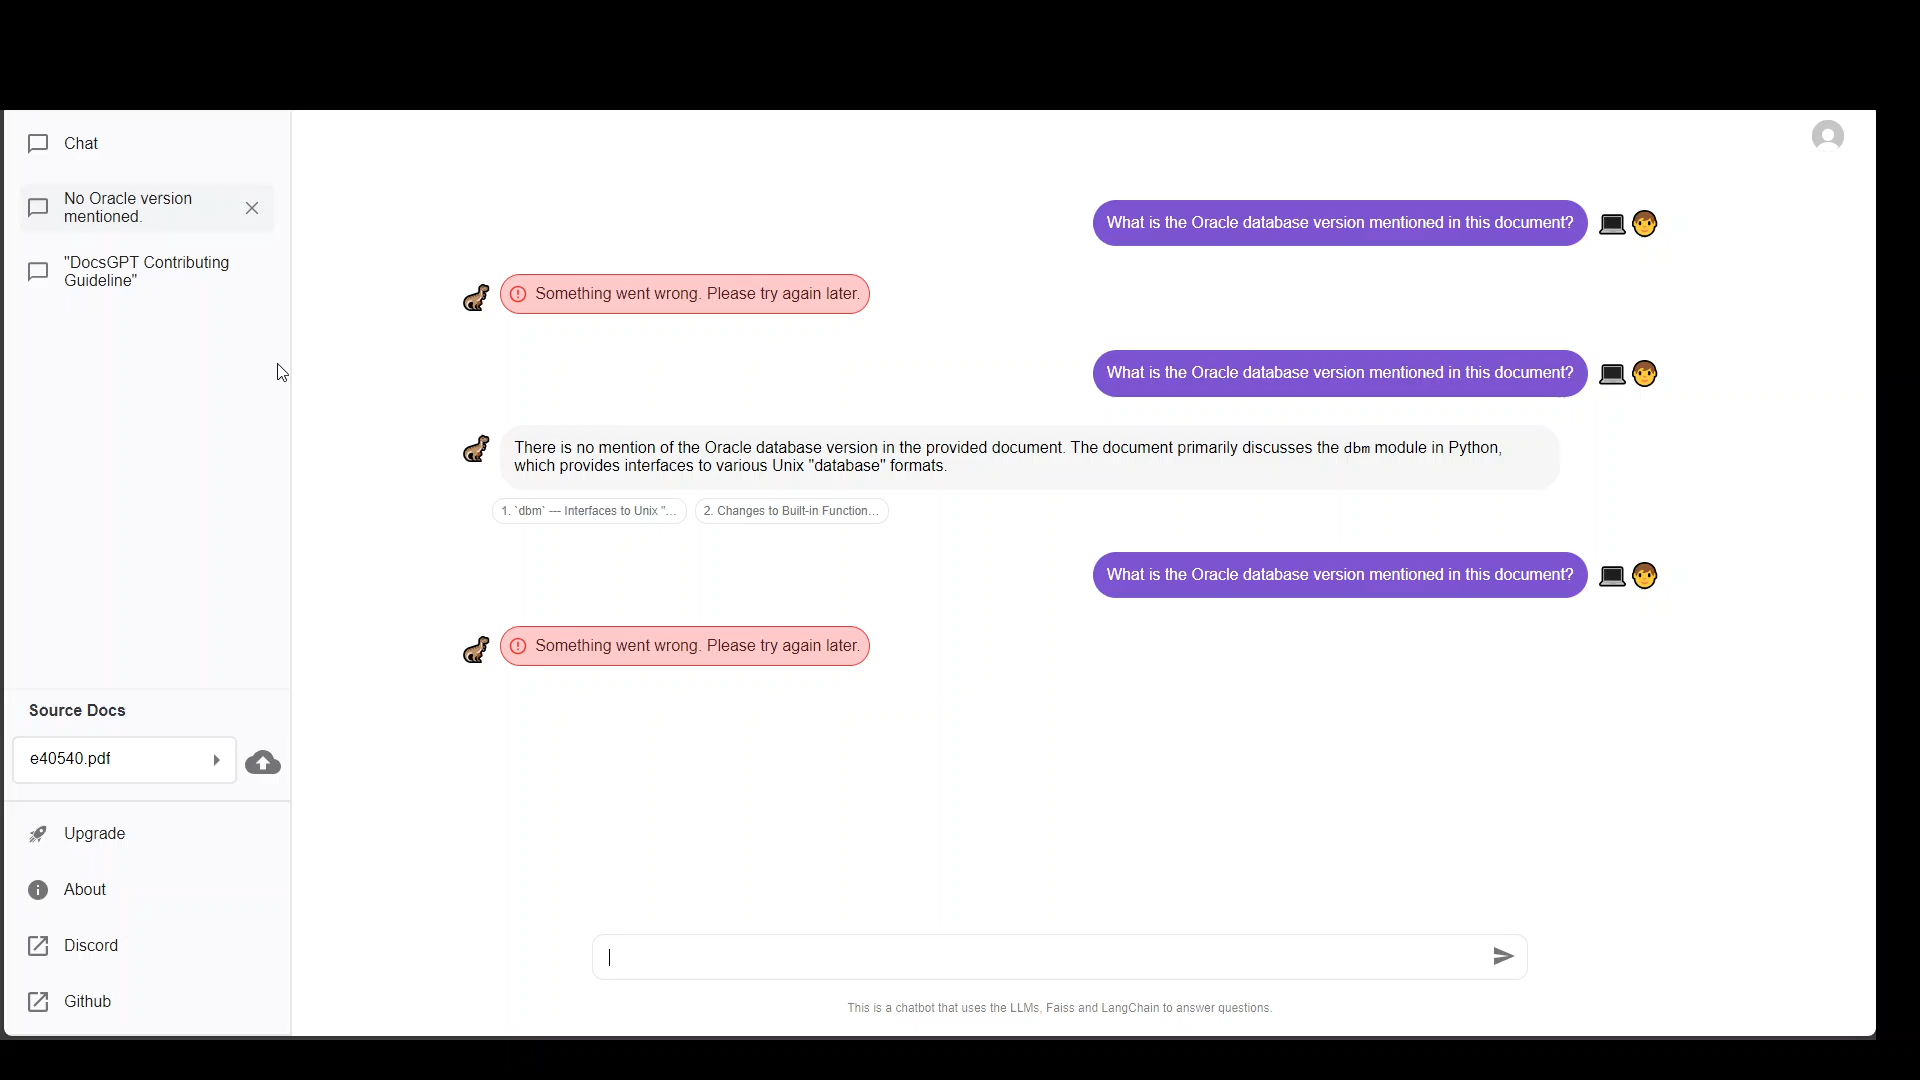 Chat
No Oracle version
mentioned.
"DocsGPT Contributing
Guideline"
Source Docs
e40540.pdf
Upgrade
About
Discord
Github
What is the Oracle database version mentioned in this document?
Something went wrong. Please try again later.
What is the Oracle database version mentioned in this document?
There is no mention of the Oracle database version in the provided document. The document primarily discusses the dbm module in Python,
which provides interfaces to various Unix "database" formats.
1. `dbm` --- Interfaces to Unix "...
2. Changes to Built-in Function...
What is the Oracle database version mentioned in this document?
Something went wrong. Please try again later.
This is a chatbot that uses the LLMs, Faiss and LangChain to answer questions.